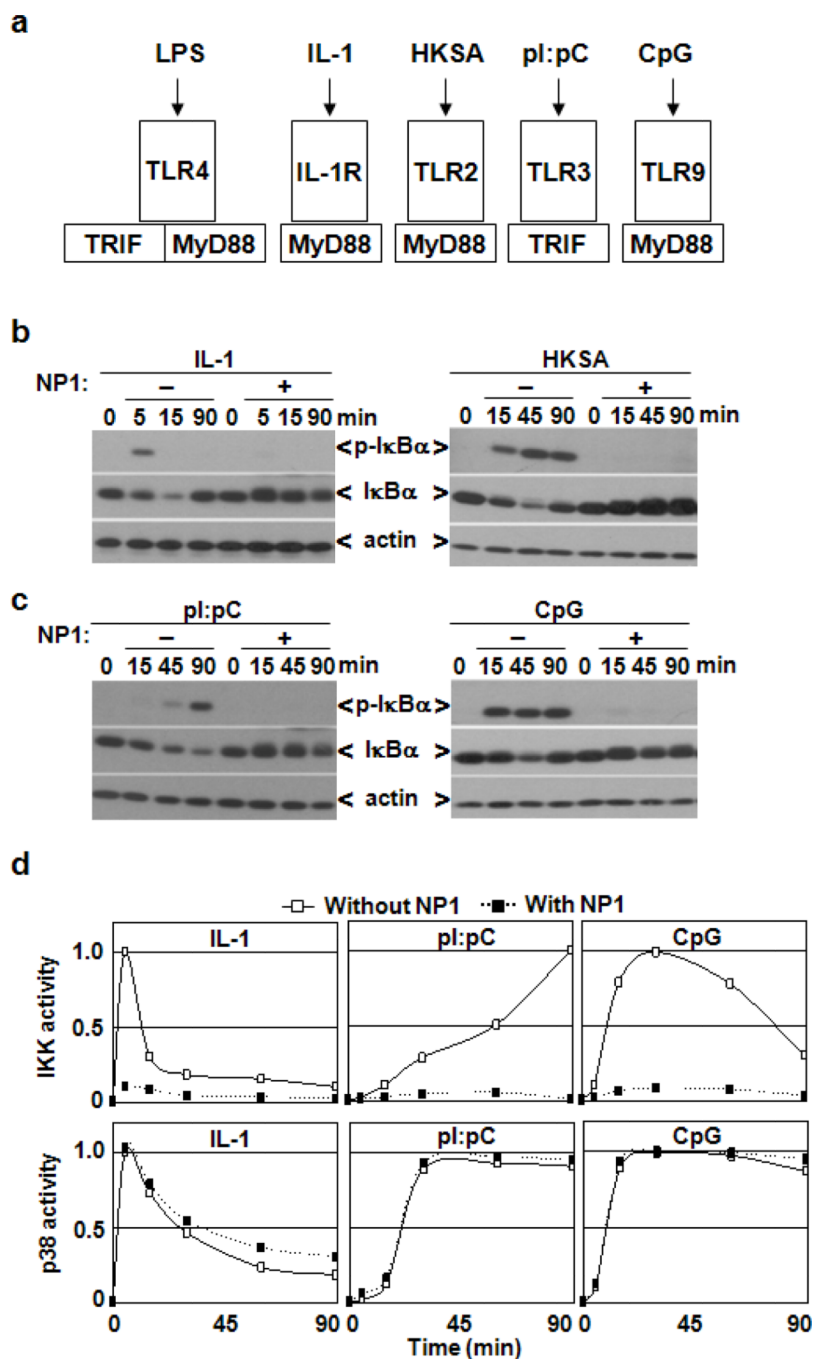 a
LPS IL-1 HKSA pI:pC CpG
TLR4 IL-1R TLR2 TLR3 TLR9
TRIF MyD88 MyD88 MyD88 TRIF MyD88
b
IL-1 HKSA
NP1: – + – +
0 5 15 90 0 5 15 90 min 0 15 45 90 0 15 45 90
<p-IκBα>
< IκBα >
< actin >
c
pI:pC CpG
NP1: – + – +
0 15 45 90 0 15 45 90 min 0 15 45 90 0 15 45 90
<p-IκBα>
< IκBα >
< actin >
d
Without NP1 With NP1
IL-1 pI:pC CpG
IKK activity
1.0
0.5
0
IL-1 pI:pC CpG
p38 activity
1.0
0.5
0
0 45 90 45 90 45 90
Time (min)